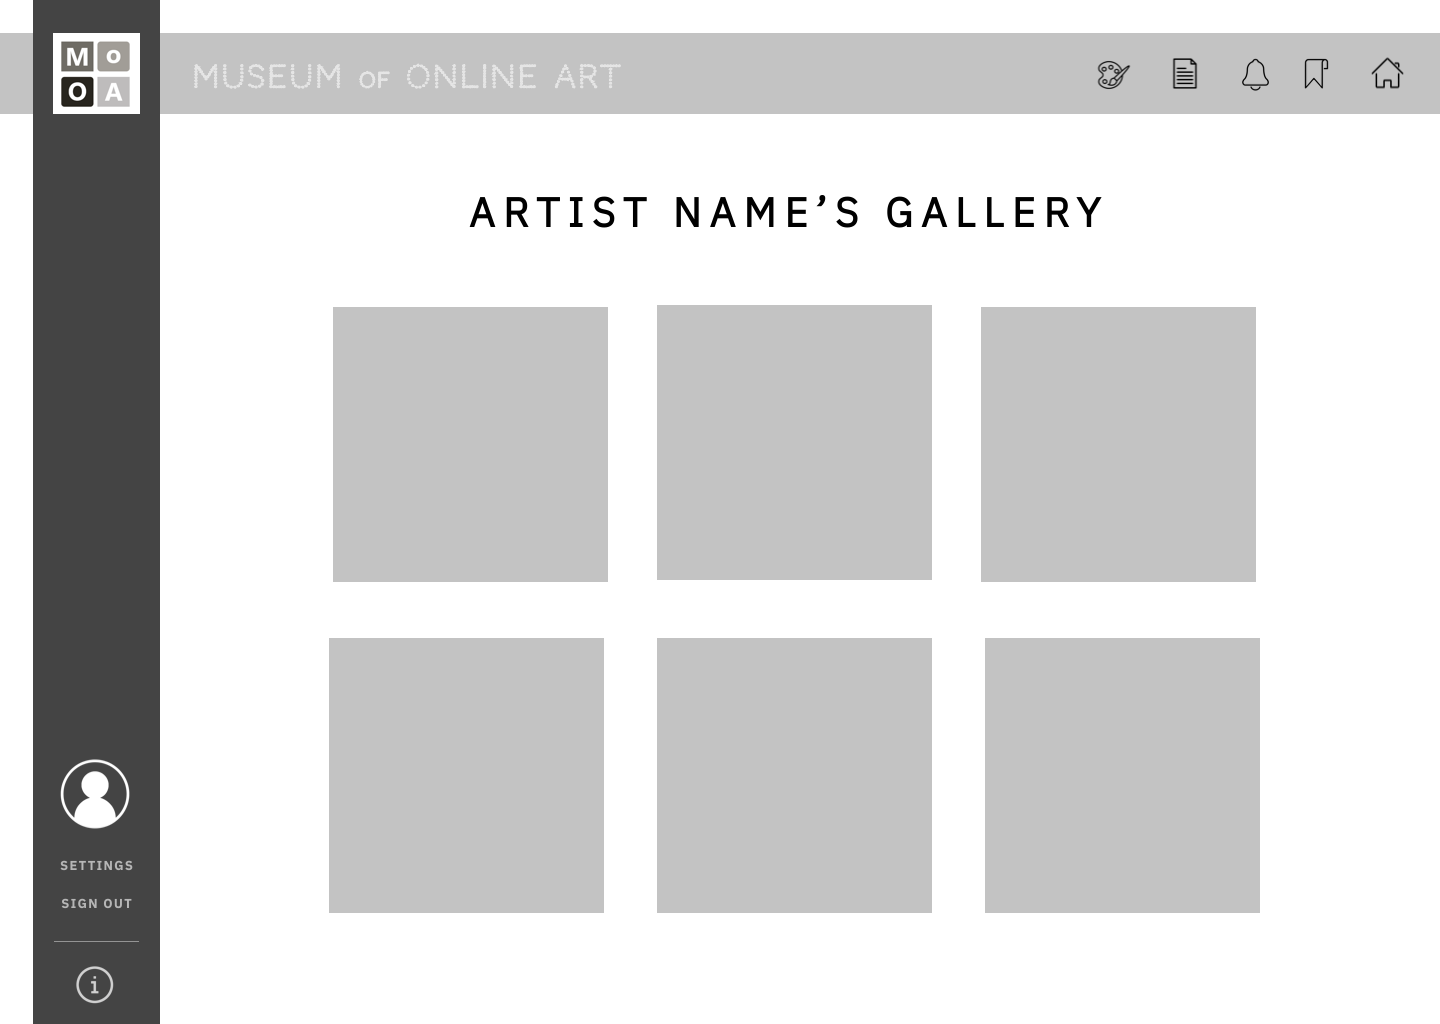 M o
O A
MUSEUM OF ONLINE ART
ARTIST NAME’S GALLERY
SETTINGS
SIGN OUT
i